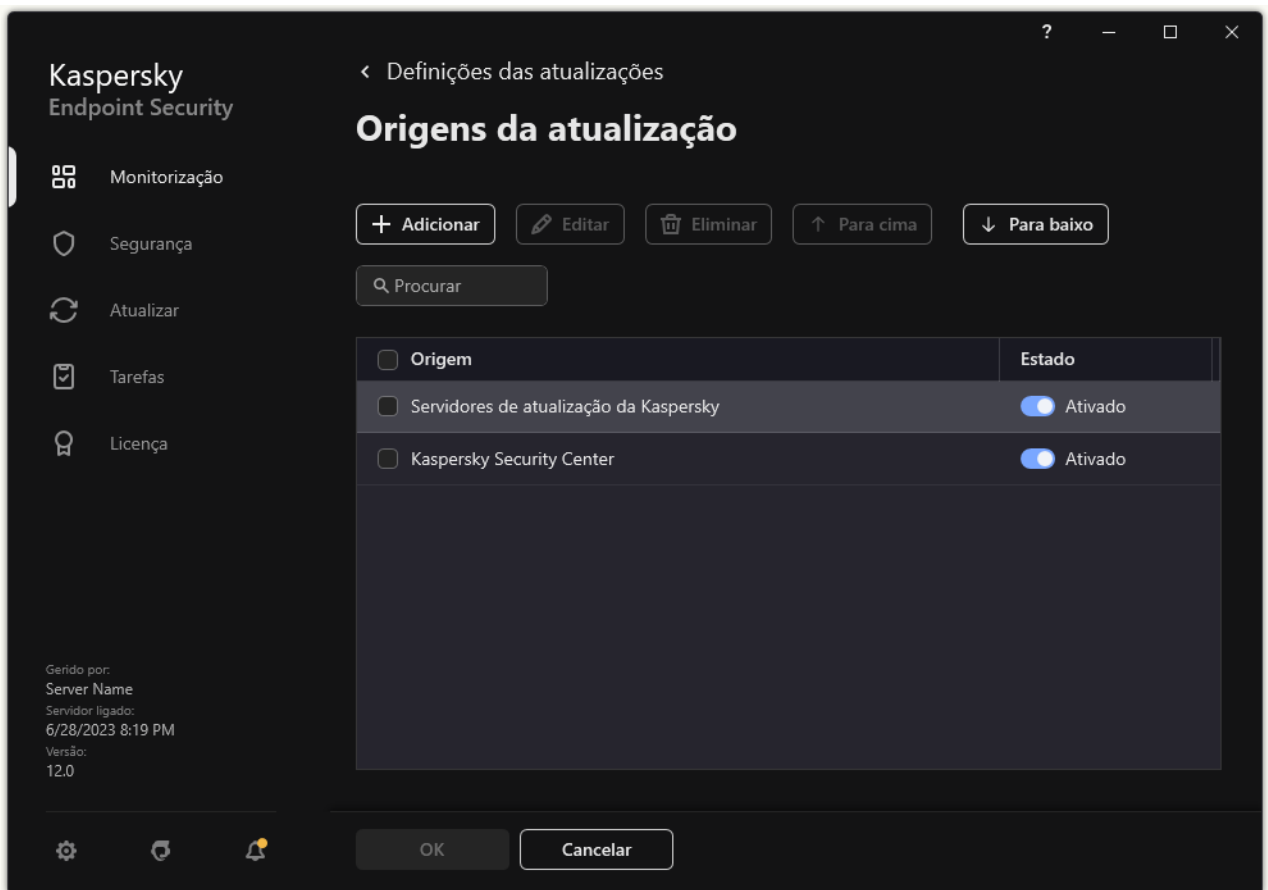 ?
Kaspersky
Endpoint Security
Monitorização
Segurança
Atualizar
Tarefas
Licença
Gerido por:
Server Name
Servidor ligado:
6/28/2023 8:19 PM
Versão:
12.0
Definições das atualizações
Origens da atualização
Adicionar Editar Eliminar Para cima Para baixo
Procurar
Origem Estado
Servidores de atualização da Kaspersky Ativado
Kaspersky Security Center Ativado
OK Cancelar